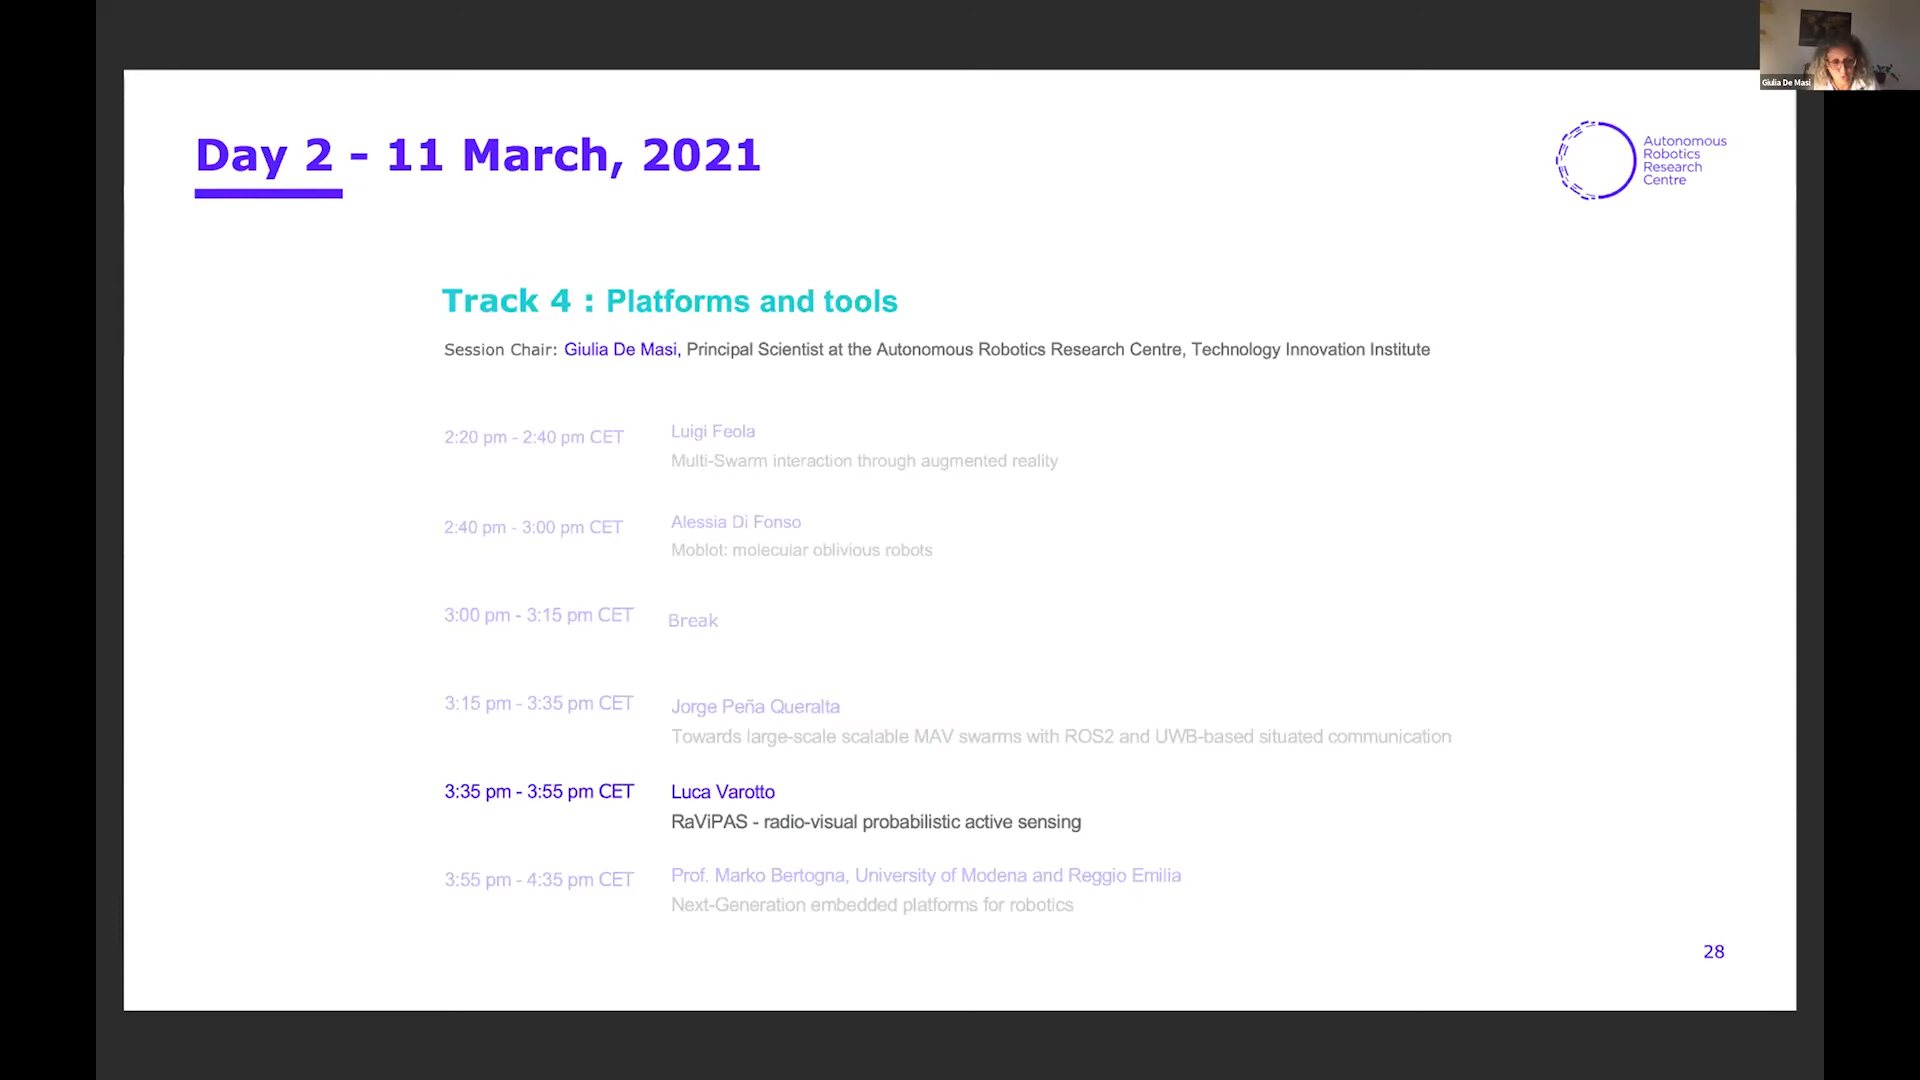 Giulia De Masi
Day 2 - 11 March, 2021
Autonomous
Robotics
Research
Centre
Track 4 : Platforms and tools
Session Chair: Giulia De Masi, Principal Scientist at the Autonomous Robotics Research Centre, Technology Innovation Institute
2:20 pm - 2:40 pm CET
Luigi Feola
Multi-Swarm interaction through augmented reality
2:40 pm - 3:00 pm CET
Alessia Di Fonso
Moblot: molecular oblivious robots
3:00 pm - 3:15 pm CET
Break
3:15 pm - 3:35 pm CET
Jorge Peña Queralta
Towards large-scale scalable MAV swarms with ROS2 and UWB-based situated communication
3:35 pm - 3:55 pm CET
Luca Varotto
RaViPAS - radio-visual probabilistic active sensing
3:55 pm - 4:35 pm CET
Prof. Marko Bertogna, University of Modena and Reggio Emilia
Next-Generation embedded platforms for robotics
28